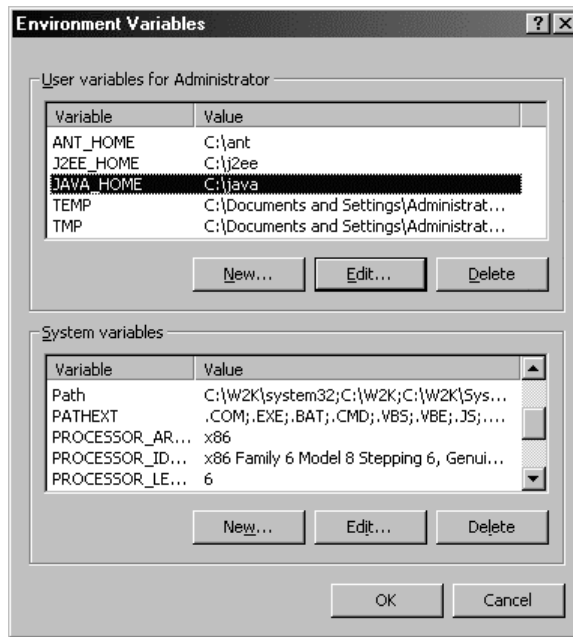 Environment Variables
User variables for Administrator
Variable Value
ANT_HOME C:\ant
J2EE_HOME C:\j2ee
JAVA_HOME C:\java
TEMP C:\Documents and Settings\Administrat...
TMP C:\Documents and Settings\Administrat...
New... Edit... Delete
System variables
Variable Value
Path C:\W2K\system32;C:\W2K;C:\W2K\Sys...
PATHEXT .COM;.EXE;.BAT;.CMD;.VBS;.VBE;.JS;....
PROCESSOR_AR... x86
PROCESSOR_ID... x86 Family 6 Model 8 Stepping 6, Genui...
PROCESSOR_LE... 6
New... Edit... Delete
OK Cancel